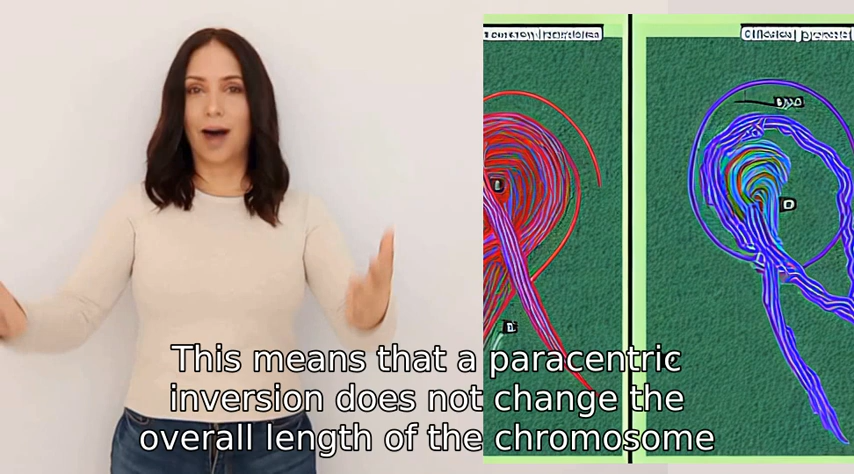 This means that a paracentric
inversion does not change the
overall length of the chromosome